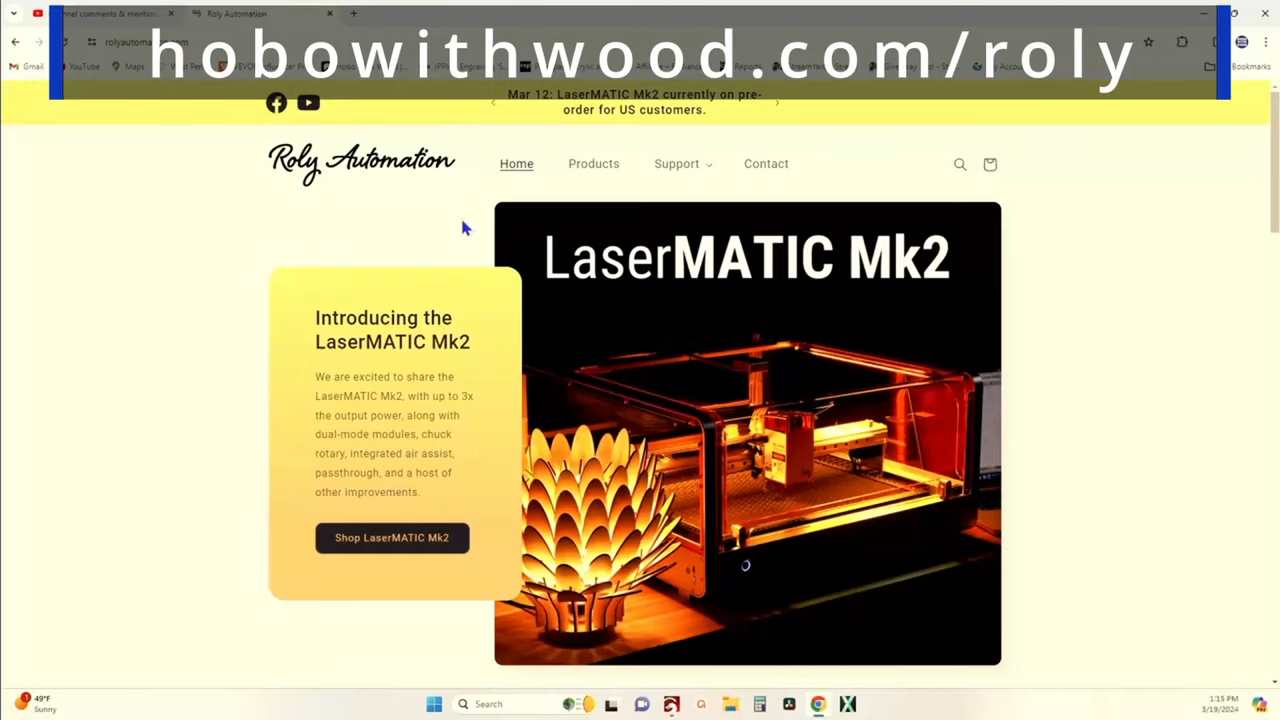 Roly Automation
hobowithwood.com/roly
Gmail
YouTube
Maps
Bookmarks
Mar 12: LaserMATIC Mk2 currently on pre-
order for US customers.
Roly Automation
Home Products Support Contact
LaserMATIC Mk2
Introducing the
LaserMATIC Mk2
We are excited to share the
LaserMATIC Mk2, with up to 3x
the output power, along with
dual-mode modules, chuck
rotary, integrated air assist,
passthrough, and a host of
other improvements.
Shop LaserMATIC Mk2
49°F
Sunny
Search
1:15 PM
3/19/2024